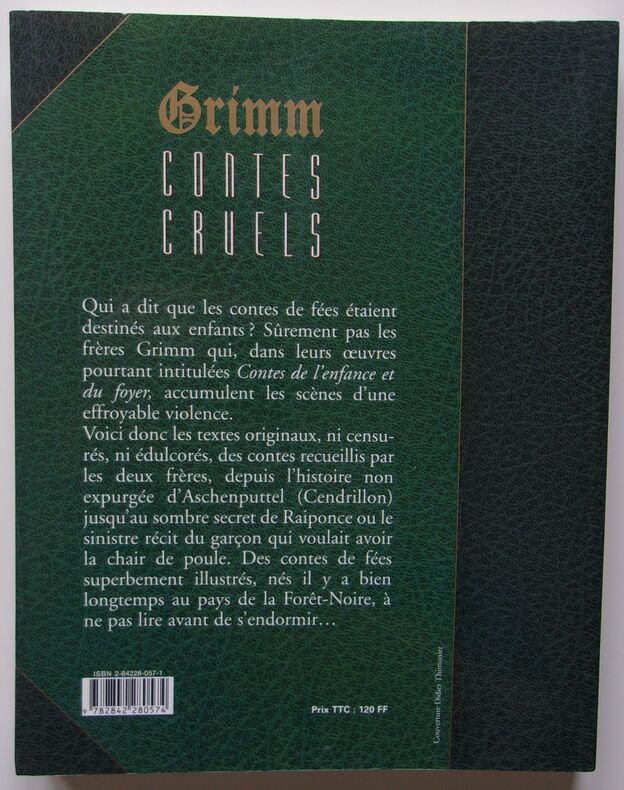 Grimm
CONTES
CRUELS
Qui a dit que les contes de fées étaient
destinés aux enfants ? Sûrement pas les
frères Grimm qui, dans leurs œuvres
pourtant intitulées Contes de l'enfance et
du foyer, accumulent les scènes d'une
effroyable violence.
Voici donc les textes originaux, ni censu-
rés, ni édulcorés, des contes recueillis par
les deux frères, depuis l'histoire non
expurgée d'Aschenputtel (Cendrillon)
jusqu'au sombre secret de Raiponce ou le
sinistre récit du garçon qui voulait avoir
la chair de poule. Des contes de fées
superbement illustrés, nés il y a bien
longtemps au pays de la Forêt-Noire, à
ne pas lire avant de s'endormir…
ISBN 2-84228-057-1
9 782842 280574
Prix TTC : 120 FF
Couverture Didier Thimonier